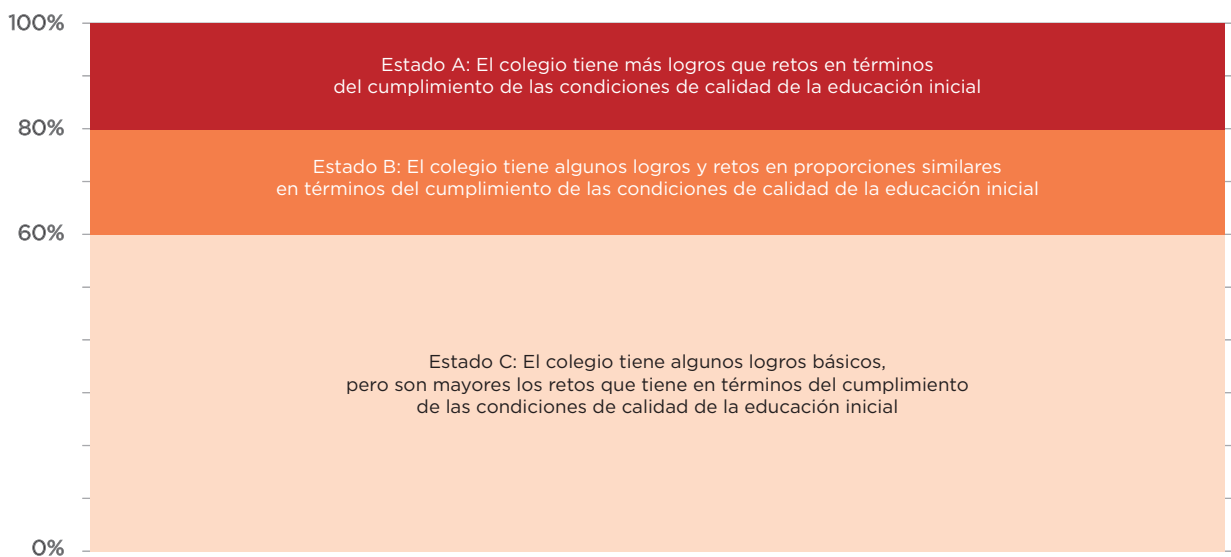 100%
Estado A: El colegio tiene más logros que retos en términos
del cumplimiento de las condiciones de calidad de la educación inicial
80%
Estado B: El colegio tiene algunos logros y retos en proporciones similares
en términos del cumplimiento de las condiciones de calidad de la educación inicial
60%
Estado C: El colegio tiene algunos logros básicos,
pero son mayores los retos que tiene en términos del cumplimiento
de las condiciones de calidad de la educación inicial
0%